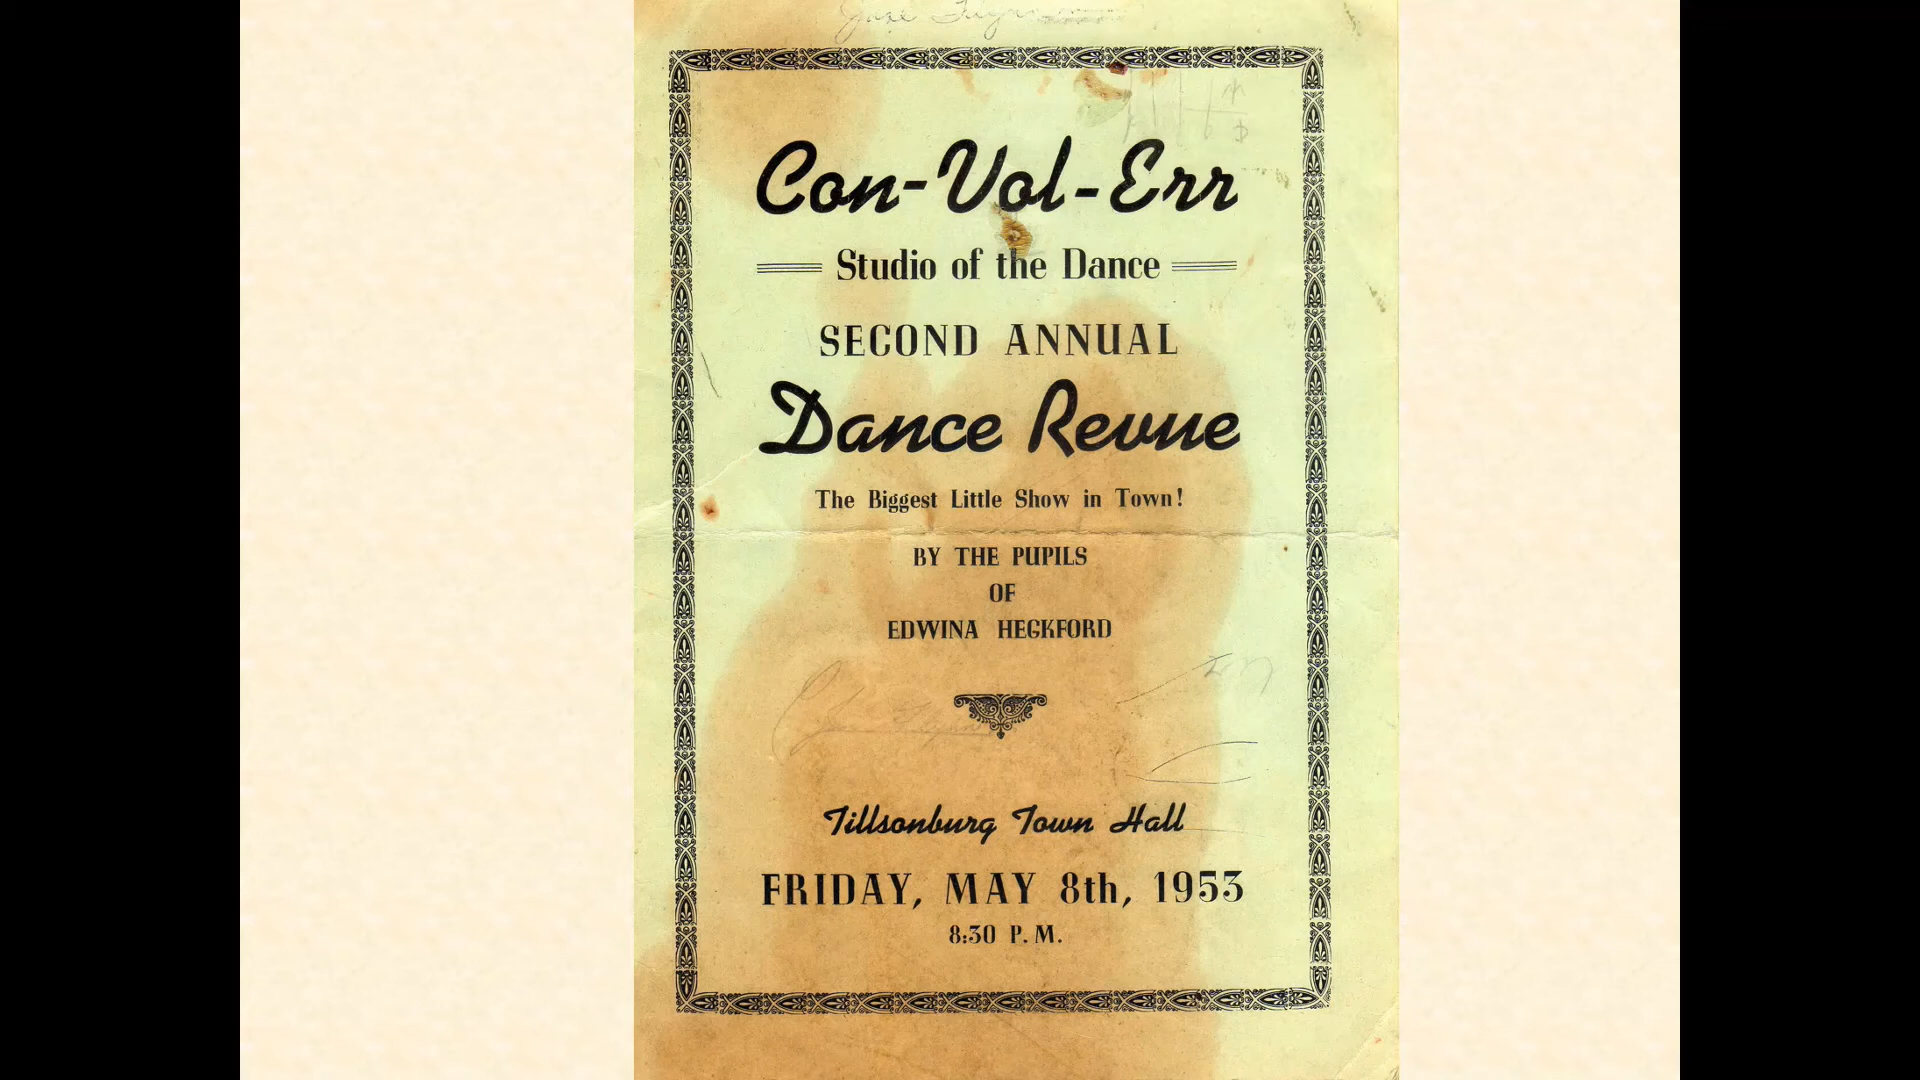 Con-Vol-Err
Studio of the Dance
SECOND ANNUAL
Dance Revue
The Biggest Little Show in Town!
BY THE PUPILS
OF
EDWINA HECKFORD
Tillsonburg Town Hall
FRIDAY, MAY 8th, 1953
8:30 P. M.